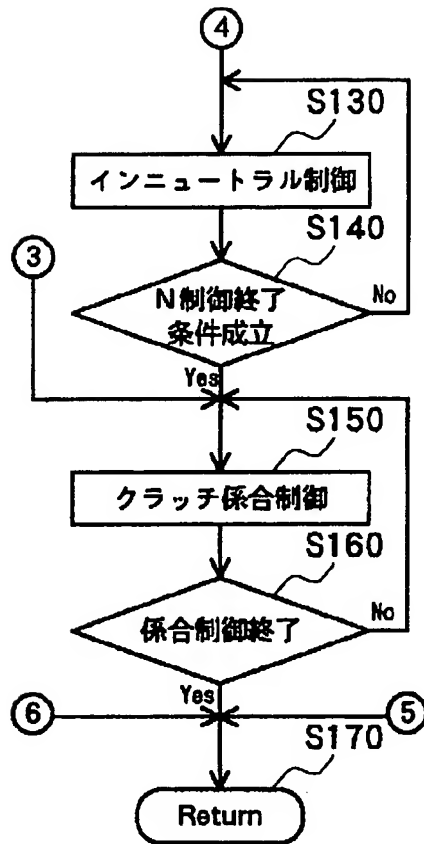 ④
S130
インニュートラル制御
S140
③
N制御終了
条件成立
No
Yes
S150
クラッチ係合制御
S160
係合制御終了
No
Yes
⑥
⑤
S170
Return